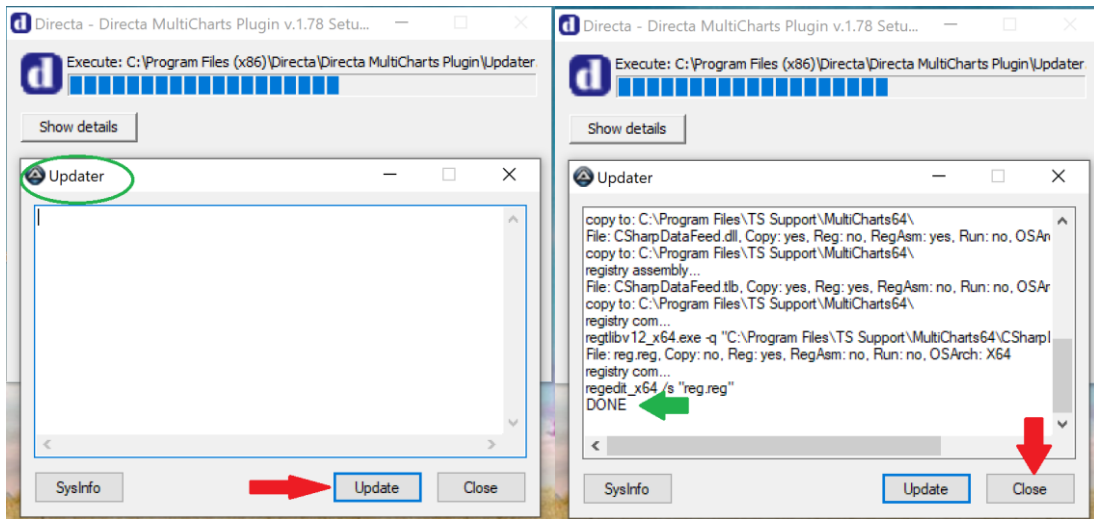 Directa - Directa MultiCharts Plugin v.1.78 Setu...
Execute: C:\Program Files (x86)\Directa\Directa MultiCharts Plugin\Updater.
Show details
Updater
SysInfo
Update
Close
Directa - Directa MultiCharts Plugin v.1.78 Setu...
Execute: C:\Program Files (x86)\Directa\Directa MultiCharts Plugin\Updater
Show details
Updater
copy to: C:\Program Files\TS Support\MultiCharts64\
File: CSharpDataFeed.dll, Copy: yes, Reg: no, RegAsm: yes, Run: no, OSAr
copy to: C:\Program Files\TS Support\MultiCharts64\
registry assembly...
File: CSharpDataFeed.tlb, Copy: yes, Reg: yes, RegAsm: no, Run: no, OSAr
copy to: C:\Program Files\TS Support\MultiCharts64\
registry com...
regtlibv12_x64.exe -q "C:\Program Files\TS Support\MultiCharts64\CSharpl
File: reg.reg, Copy: no, Reg: yes, RegAsm: no, Run: no, OSArch: X64
registry com...
regedit_x64 /s "reg.reg"
DONE
SysInfo
Update
Close